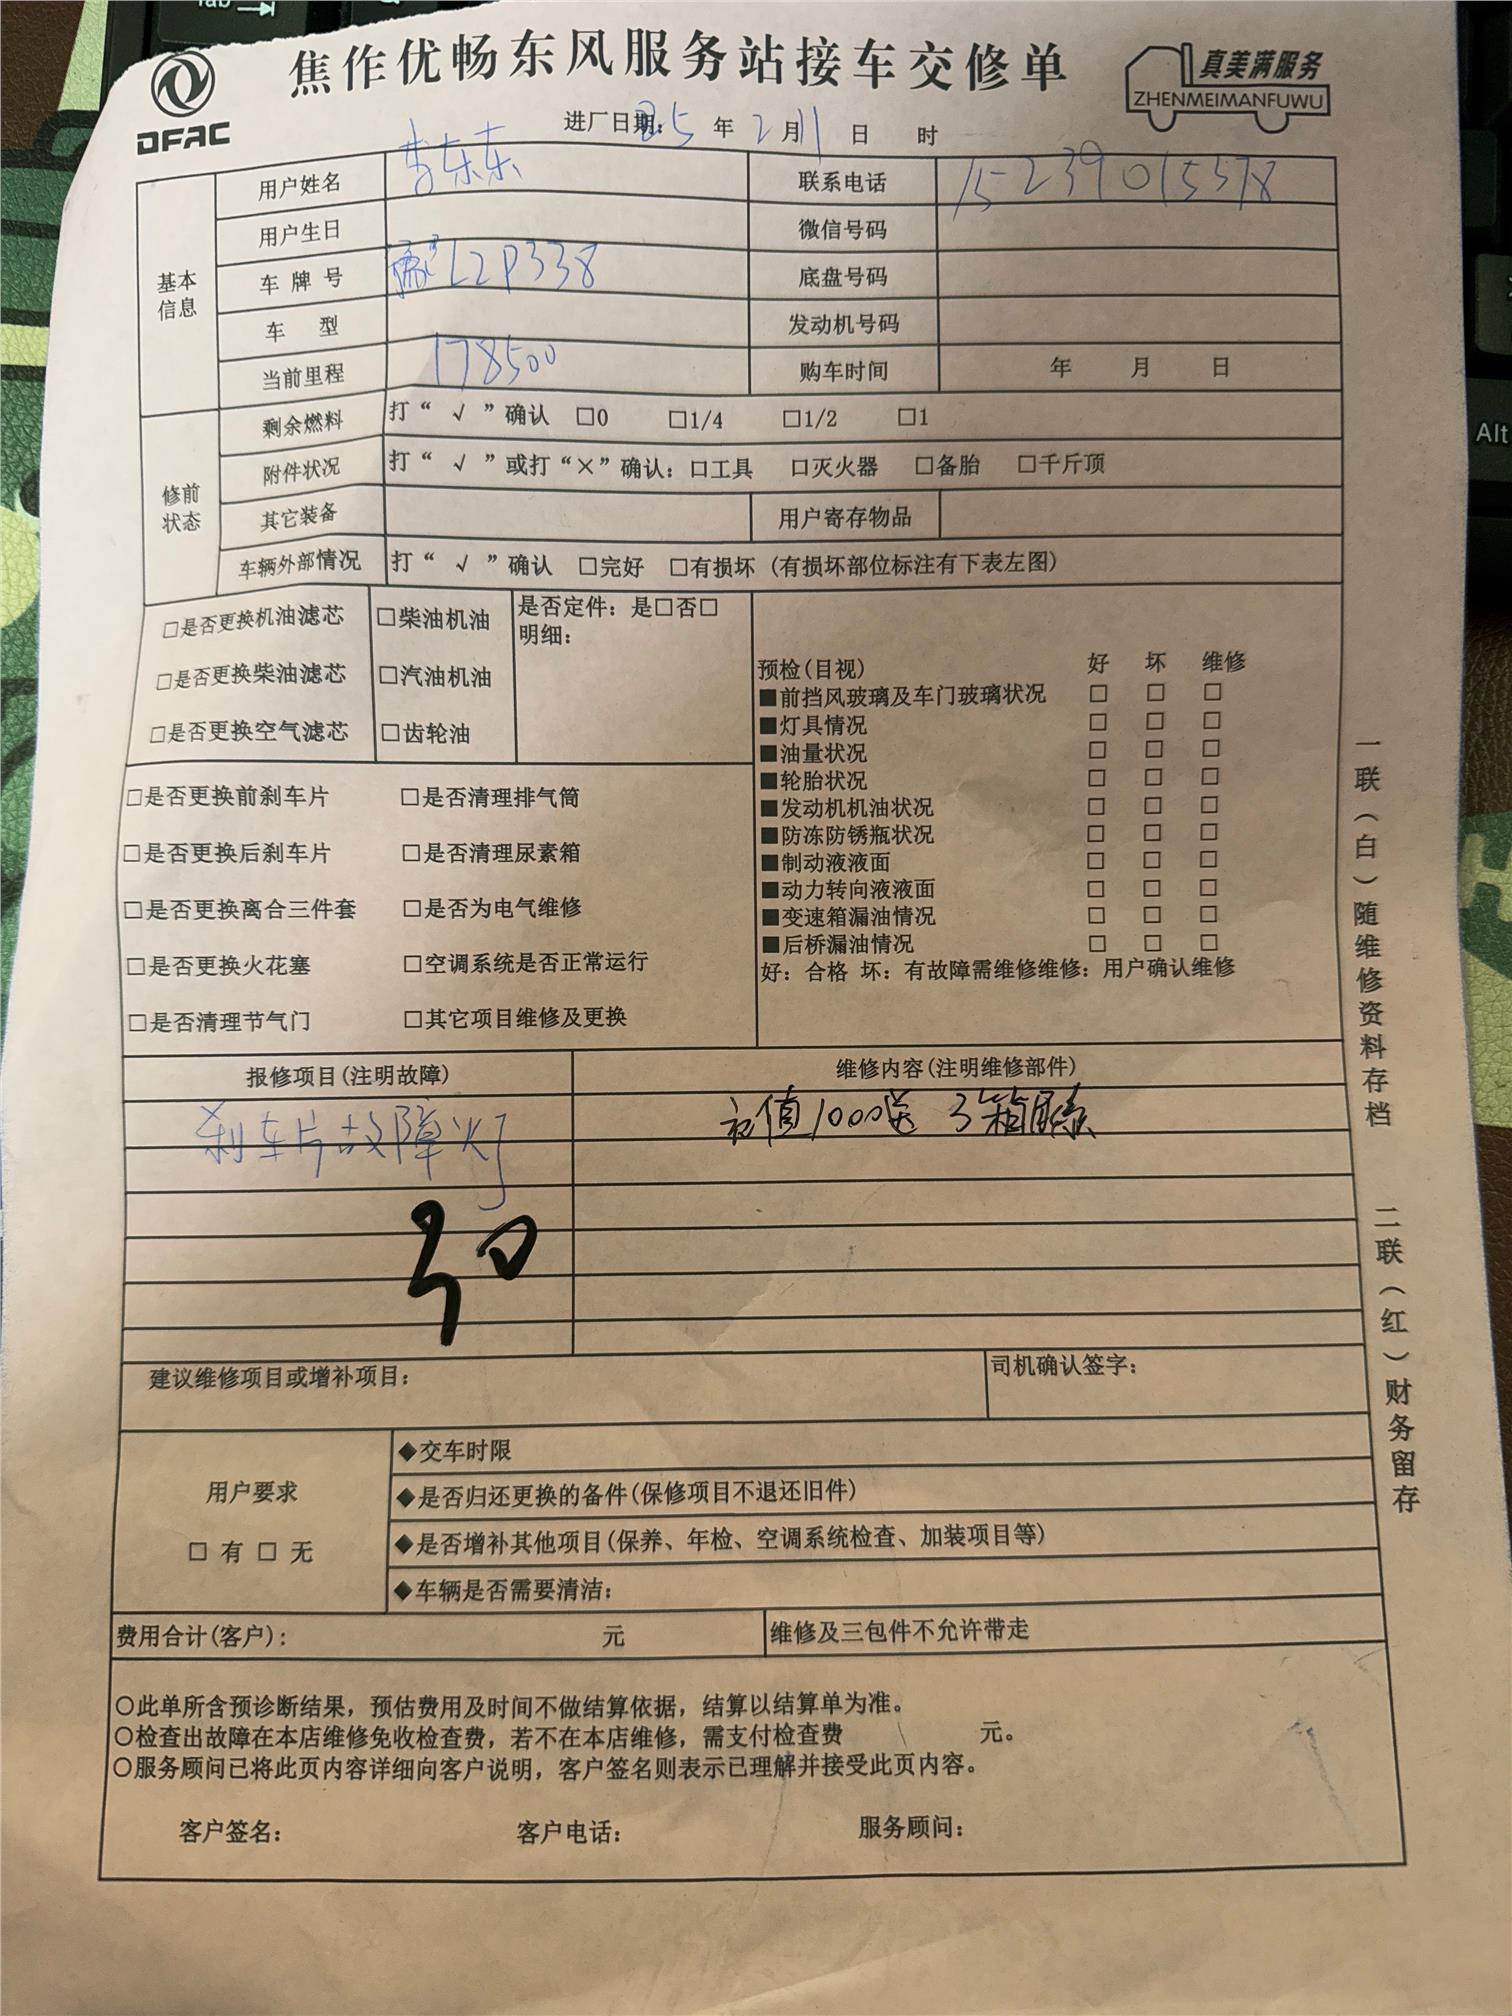 DFAC
焦作优畅东风服务站接车交修单
真美满服务
ZHENMEIMANFUWU
进厂日期: 25 年 2 月 11 日 时
基本信息
用户姓名 李东东 联系电话 15239015378
用户生日 微信号码
车牌号 豫L2P338 底盘号码
车型 发动机号码
当前里程 178500 购车时间 年 月 日
修前状态
剩余燃料 打“√”确认 □0 □1/4 □1/2 □1
附件状况 打“√”或打“×”确认: □工具 □灭火器 □备胎 □千斤顶
其它装备 用户寄存物品
车辆外部情况 打“√”确认 □完好 □有损坏 (有损坏部位标注有下表左图)
□是否更换机油滤芯 □柴油机油 是否定件: 是□否□
明细:
□是否更换柴油滤芯 □汽油机油
□是否更换空气滤芯 □齿轮油
□是否更换前刹车片 □是否清理排气筒
□是否更换后刹车片 □是否清理尿素箱
□是否更换离合三件套 □是否为电气维修
□是否更换火花塞 □空调系统是否正常运行
□是否清理节气门 □其它项目维修及更换
预检(目视) 好 坏 维修
■前挡风玻璃及车门玻璃状况 □ □ □
■灯具情况 □ □ □
■油量状况 □ □ □
■轮胎状况 □ □ □
■发动机机油状况 □ □ □
■防冻防锈瓶状况 □ □ □
■制动液液面 □ □ □
■动力转向液液面 □ □ □
■变速箱漏油情况 □ □ □
■后桥漏油情况 □ □ □
好: 合格 坏: 有故障需维修维修: 用户确认维修
报修项目(注明故障) 维修内容(注明维修部件)
刹车片故障灯 值1000送 3箱
建议维修项目或增补项目: 司机确认签字:
用户要求
□ 有 □ 无
◆交车时限
◆是否归还更换的备件(保修项目不退还旧件)
◆是否增补其他项目(保养、年检、空调系统检查、加装项目等)
◆车辆是否需要清洁:
费用合计(客户): 元 维修及三包件不允许带走
○此单所含预诊断结果，预估费用及时间不做结算依据，结算以结算单为准。
○检查出故障在本店维修免收检查费，若不在本店维修，需支付检查费 元。
○服务顾问已将此页内容详细向客户说明，客户签名则表示已理解并接受此页内容。
客户签名: 客户电话: 服务顾问:
一联(白)随维修资料存档 二联(红)财务留存
Tab
Alt